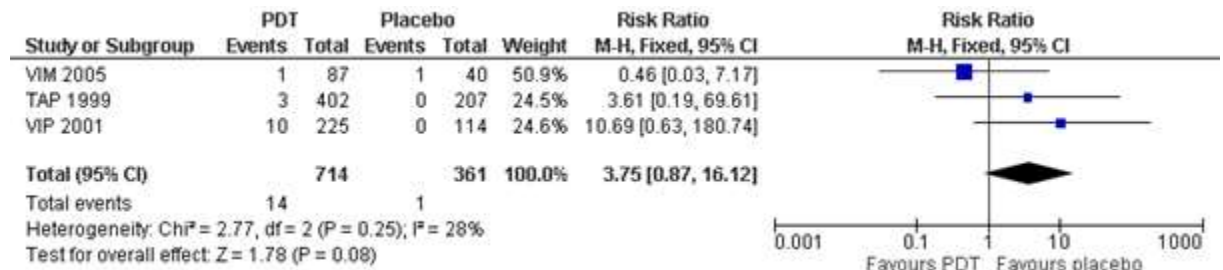 PDT Placebo Risk Ratio Risk Ratio
Study or Subgroup Events Total Events Total Weight M-H, Fixed, 95% CI M-H, Fixed, 95% CI
VIM 2005 1 87 1 40 50.9% 0.46 [0.03, 7.17]
TAP 1999 3 402 0 207 24.5% 3.61 [0.19, 69.61]
VIP 2001 10 225 0 114 24.6% 10.69 [0.63, 180.74]
Total (95% CI) 714 361 100.0% 3.75 [0.87, 16.12]
Total events 14 1
Heterogeneity: Chi² = 2.77, df = 2 (P = 0.25); I² = 28%
Test for overall effect: Z = 1.78 (P = 0.08)
0.001 0.1 1 10 1000
Favours PDT Favours placebo